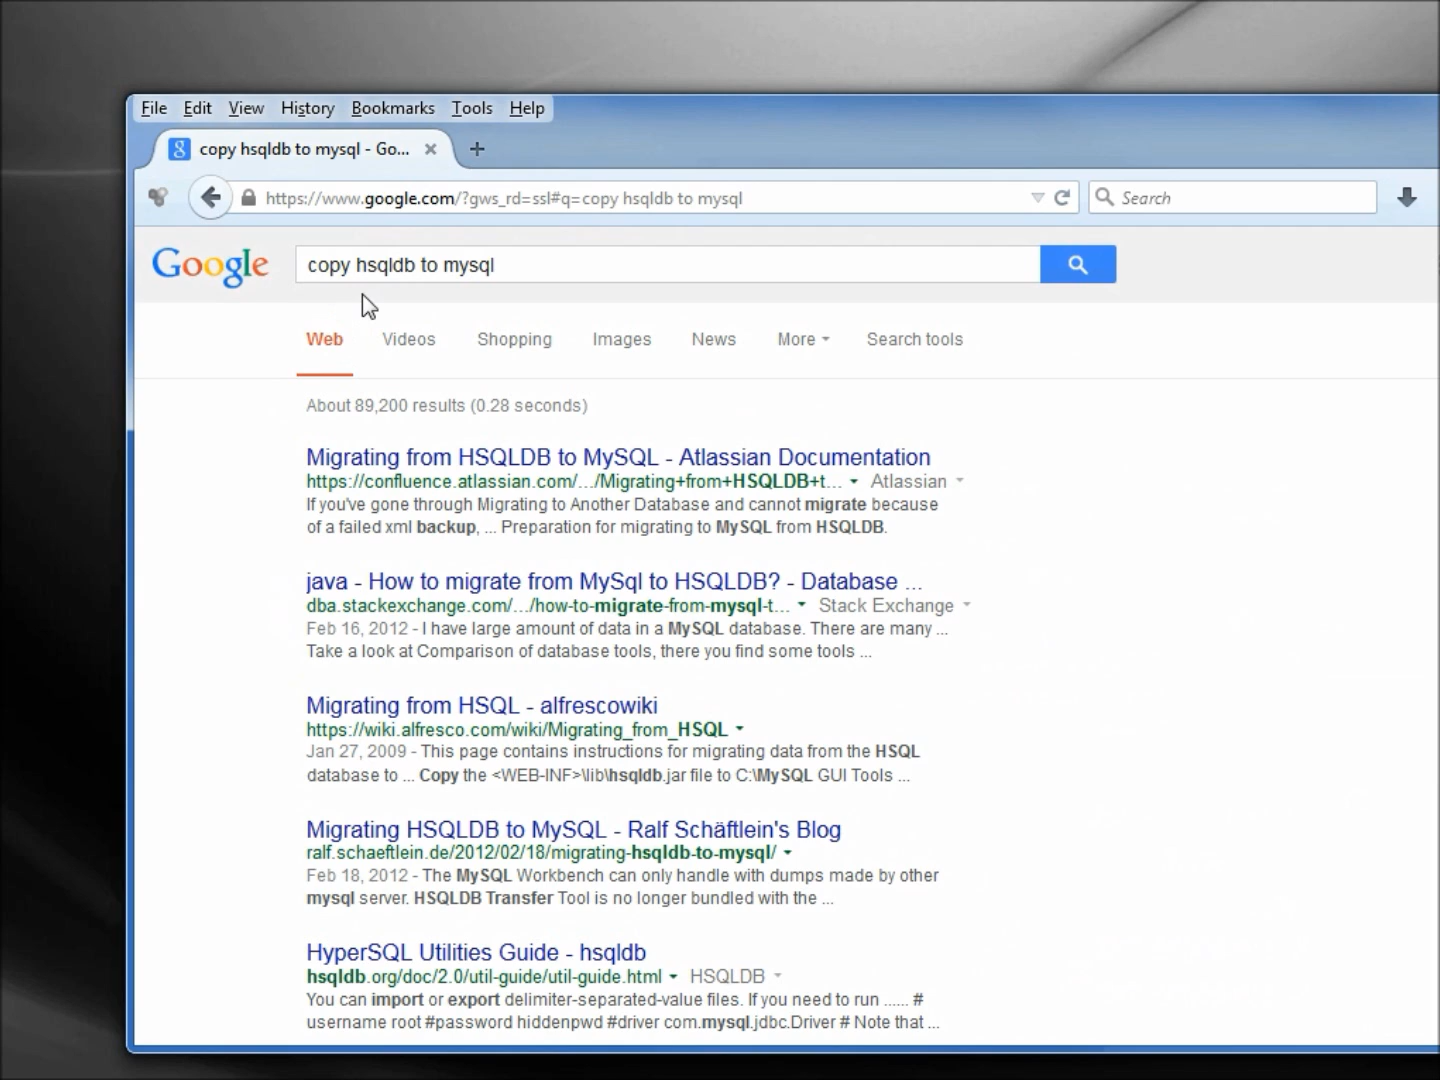 File Edit View History Bookmarks Tools Help
copy hsqldb to mysql - Go...
https://www.google.com/?gws_rd=ssl#q=copy hsqldb to mysql
Search
Google
copy hsqldb to mysql
Web Videos Shopping Images News More Search tools
About 89,200 results (0.28 seconds)
Migrating from HSQLDB to MySQL - Atlassian Documentation
https://confluence.atlassian.com/.../Migrating+from+HSQLDB+t... Atlassian
If you've gone through Migrating to Another Database and cannot migrate because
of a failed xml backup, ... Preparation for migrating to MySQL from HSQLDB.
java - How to migrate from MySql to HSQLDB? - Database ...
dba.stackexchange.com/.../how-to-migrate-from-mysql-t... Stack Exchange
Feb 16, 2012 - I have large amount of data in a MySQL database. There are many ...
Take a look at Comparison of database tools, there you find some tools ...
Migrating from HSQL - alfrescowiki
https://wiki.alfresco.com/wiki/Migrating_from_HSQL
Jan 27, 2009 - This page contains instructions for migrating data from the HSQL
database to ... Copy the <WEB-INF>\lib\hsqldb.jar file to C:\MySQL GUI Tools ...
Migrating HSQLDB to MySQL - Ralf Schäftlein's Blog
ralf.schaeftlein.de/2012/02/18/migrating-hsqldb-to-mysql/
Feb 18, 2012 - The MySQL Workbench can only handle with dumps made by other
mysql server. HSQLDB Transfer Tool is no longer bundled with the ...
HyperSQL Utilities Guide - hsqldb
hsqldb.org/doc/2.0/util-guide/util-guide.html HSQLDB
You can import or export delimiter-separated-value files. If you need to run ...... #
username root #password hiddenpwd #driver com.mysql.jdbc.Driver # Note that ...